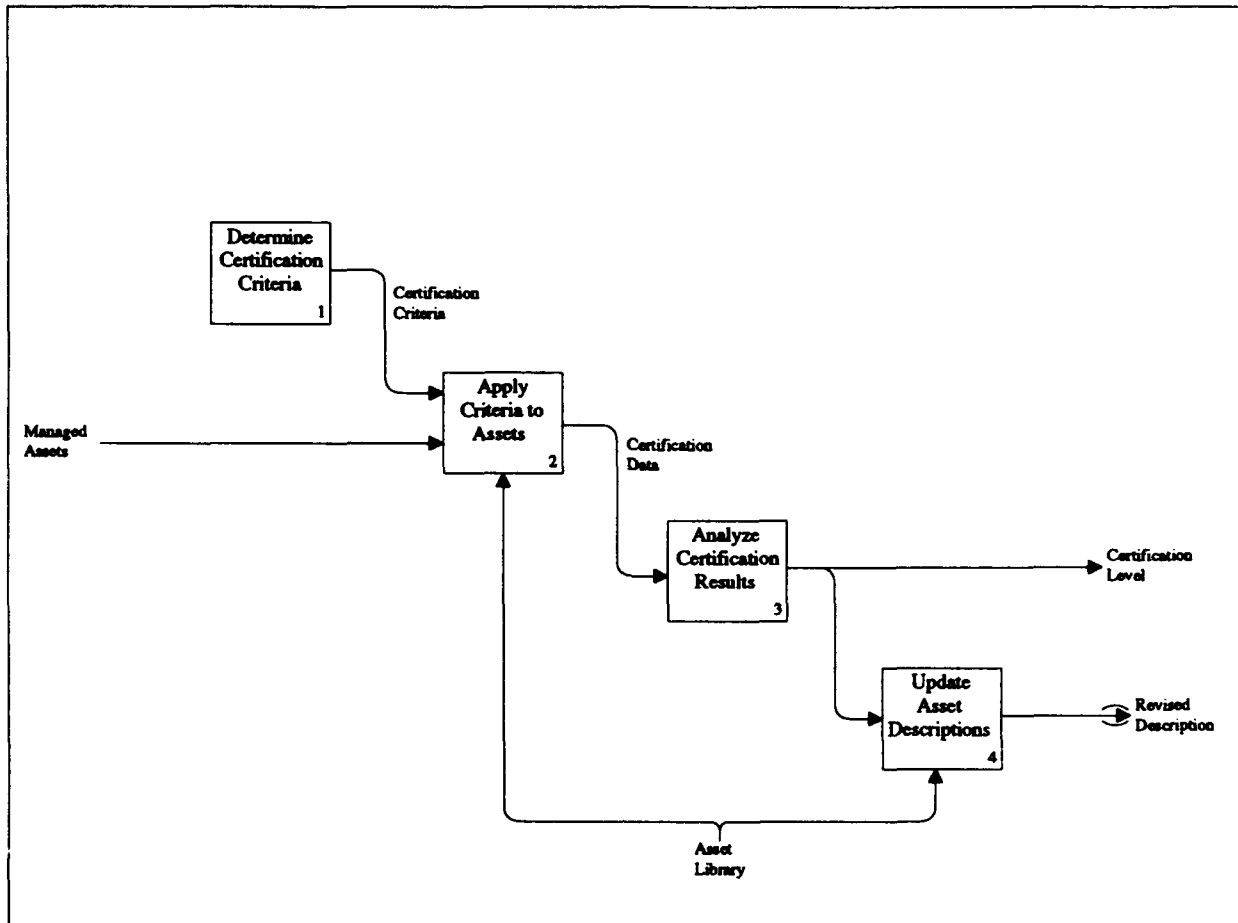 Determine
Certification
Criteria
1
Certification
Criteria
Apply
Criteria to
Assets
2
Managed
Assets
Certification
Data
Analyze
Certification
Results
3
Certification
Level
Update
Asset
Descriptions
4
Revised
Description
Asset
Library